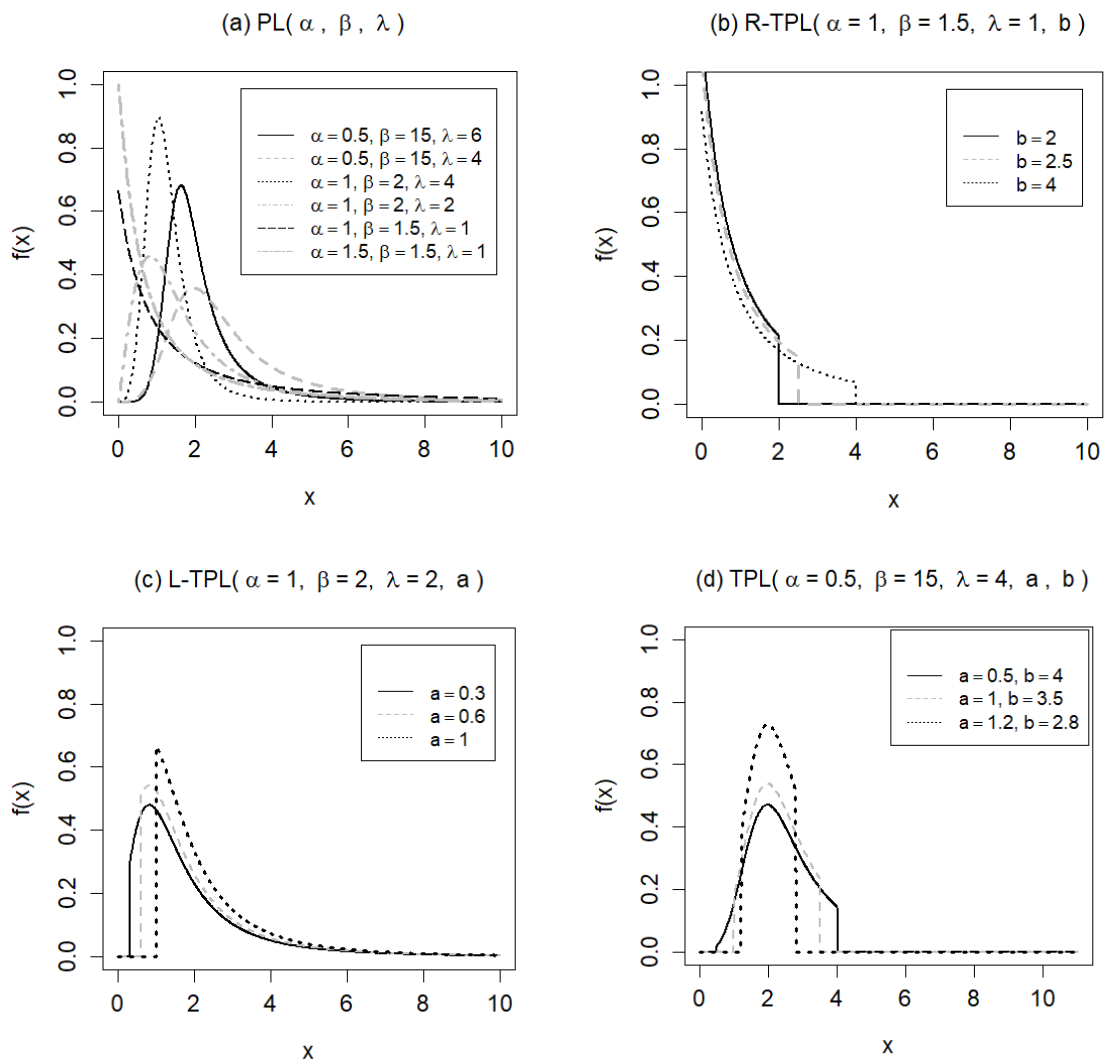 (a) PL( α , β , λ )
f(x)
1.0
0.8
0.6
0.4
0.2
0.0
α = 0.5, β = 15, λ = 6
α = 0.5, β = 15, λ = 4
α = 1, β = 2, λ = 4
α = 1, β = 2, λ = 2
α = 1, β = 1.5, λ = 1
α = 1.5, β = 1.5, λ = 1
0 2 4 6 8 10
x
(b) R-TPL( α = 1, β = 1.5, λ = 1, b )
f(x)
1.0
0.8
0.6
0.4
0.2
0.0
b = 2
b = 2.5
b = 4
0 2 4 6 8 10
x
(c) L-TPL( α = 1, β = 2, λ = 2, a )
f(x)
1.0
0.8
0.6
0.4
0.2
0.0
a = 0.3
a = 0.6
a = 1
0 2 4 6 8 10
x
(d) TPL( α = 0.5, β = 15, λ = 4, a , b )
f(x)
1.0
0.8
0.6
0.4
0.2
0.0
a = 0.5, b = 4
a = 1, b = 3.5
a = 1.2, b = 2.8
0 2 4 6 8 10
x